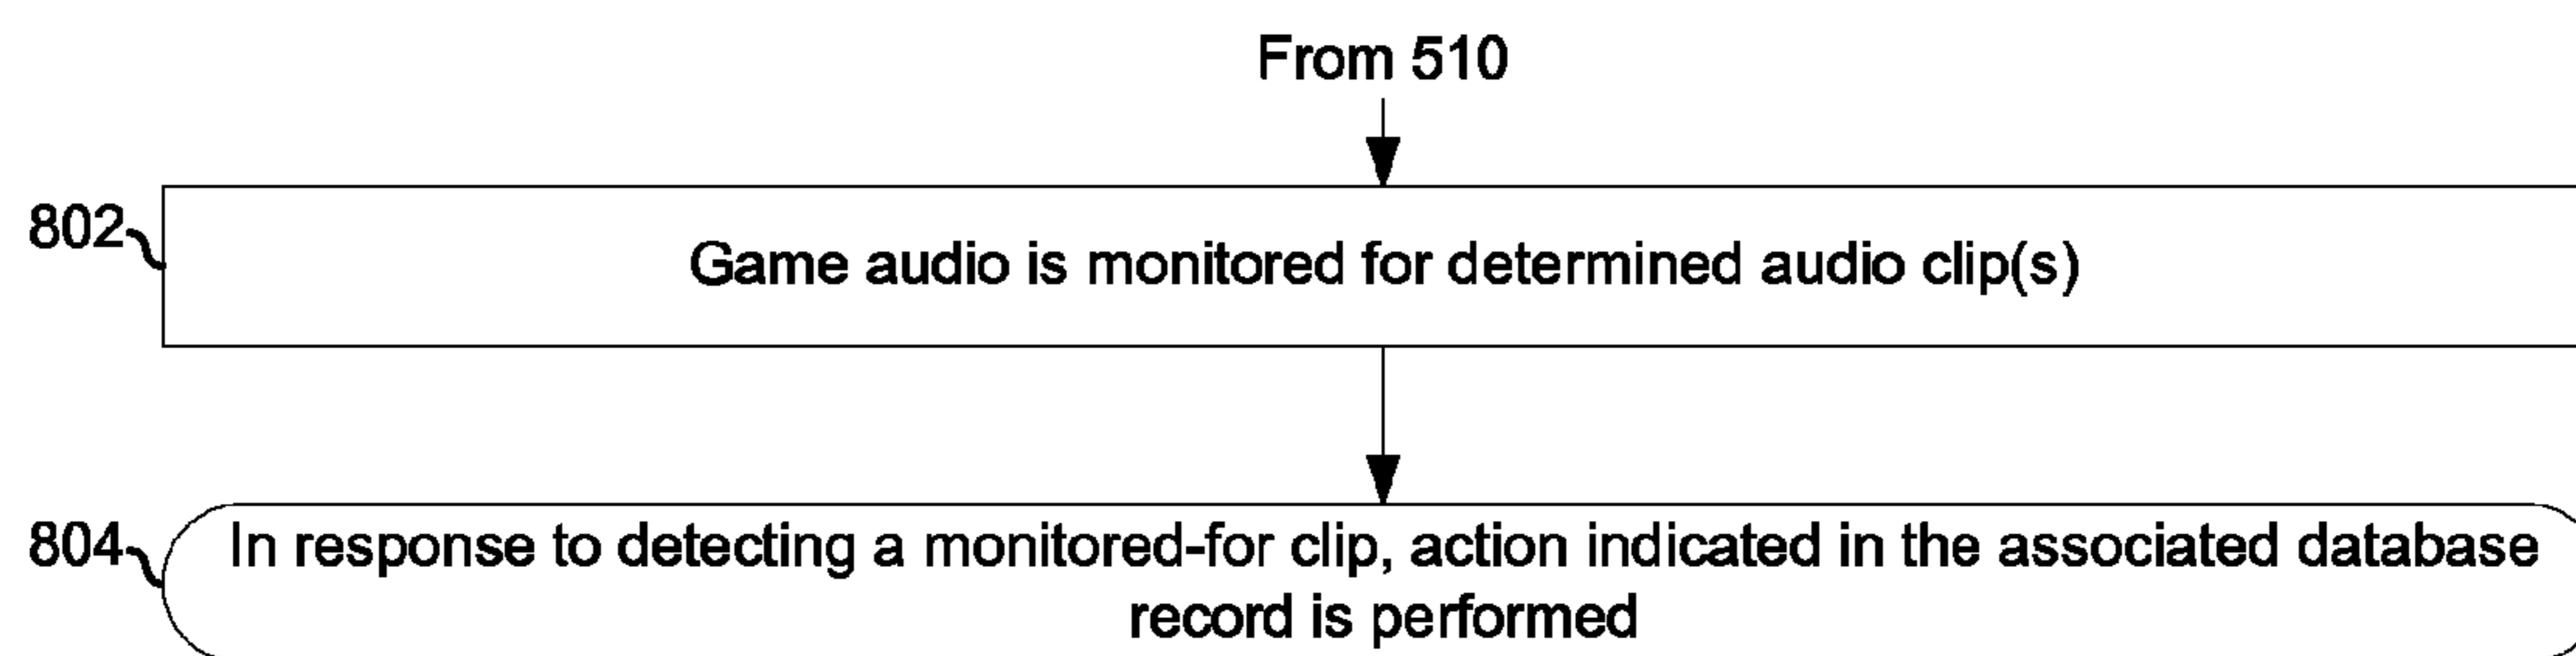 From 510
802
Game audio is monitored for determined audio clip(s)
804
In response to detecting a monitored-for clip, action indicated in the associated database
record is performed